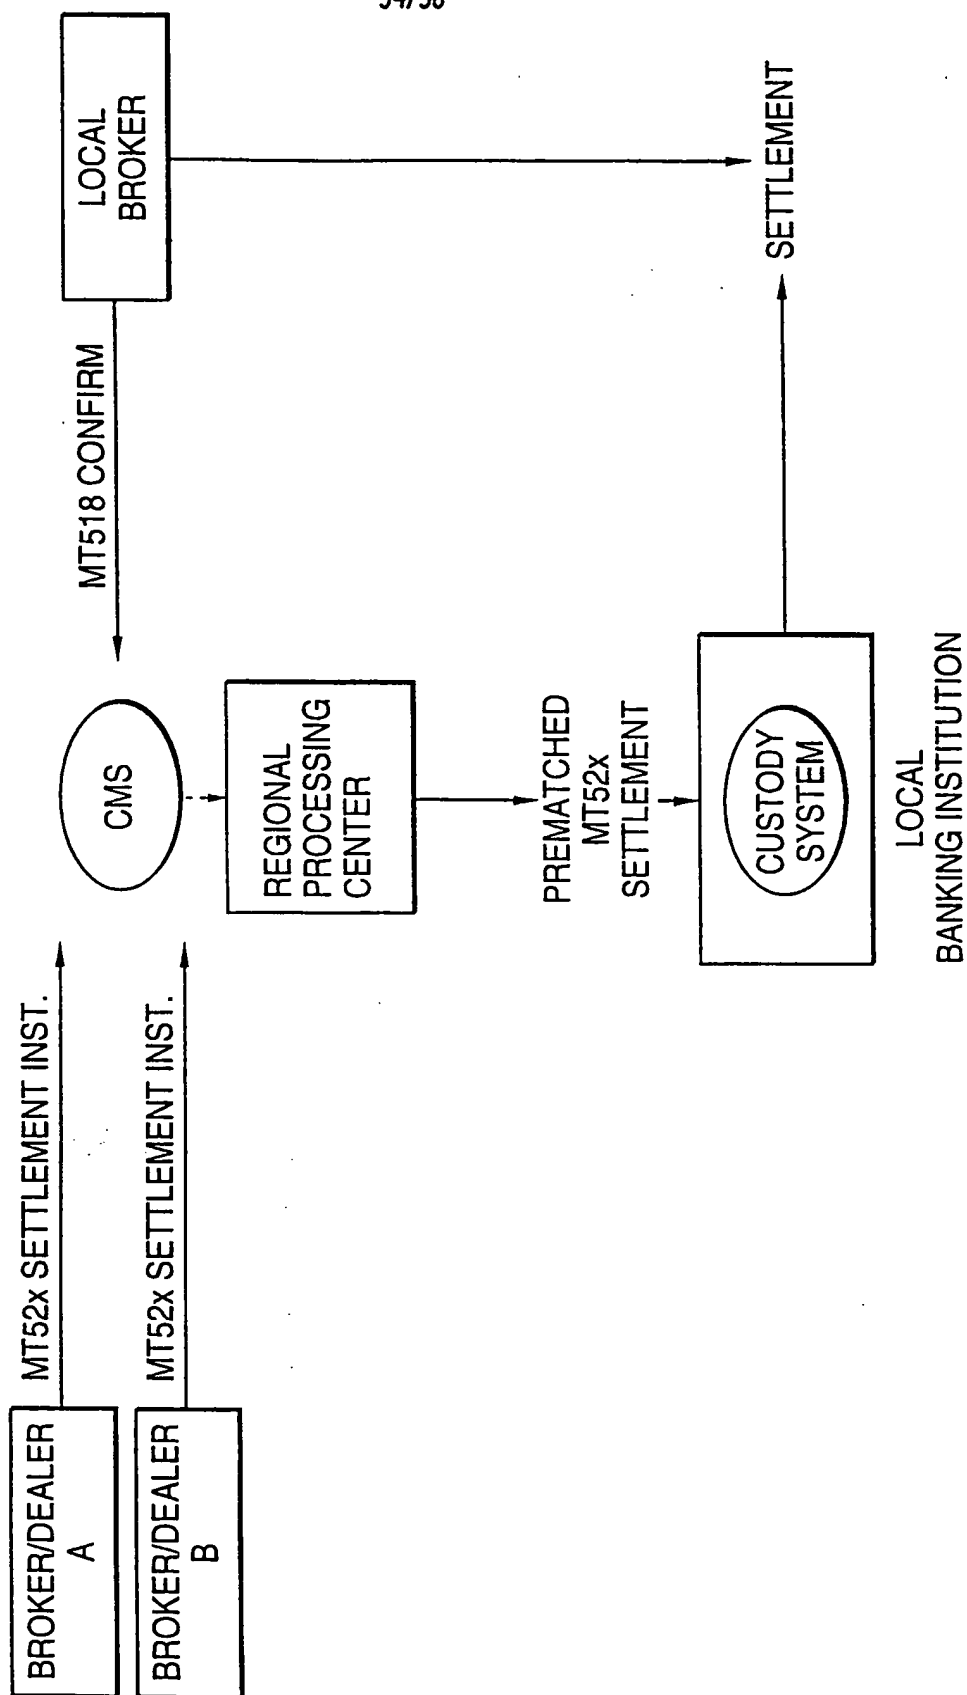 BROKER/DEALER
A
MT52x SETTLEMENT INST.
BROKER/DEALER
B
MT52x SETTLEMENT INST.
CMS
MT518 CONFIRM
LOCAL
BROKER
REGIONAL
PROCESSING
CENTER
PREMATCHED
MT52x
SETTLEMENT
CUSTODY
SYSTEM
LOCAL
BANKING INSTITUTION
SETTLEMENT